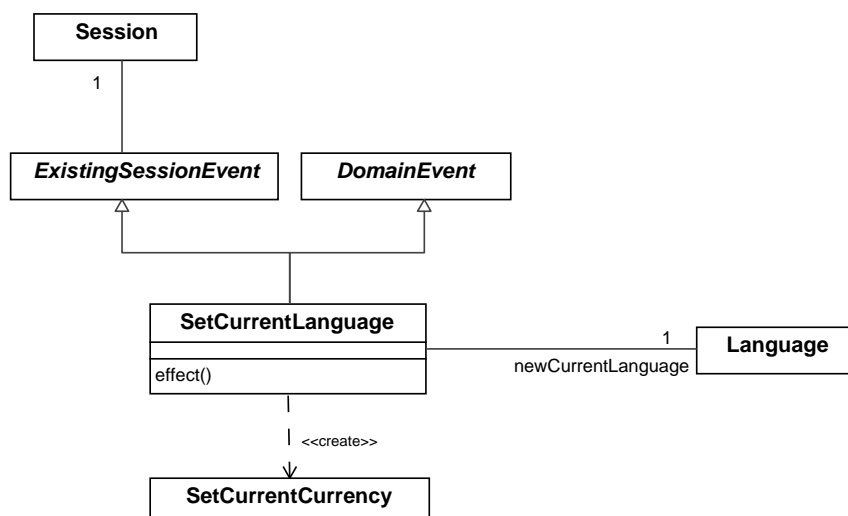 Session
1
ExistingSessionEvent
DomainEvent
SetCurrentLanguage
effect()
1
newCurrentLanguage
Language
<<create>>
SetCurrentCurrency